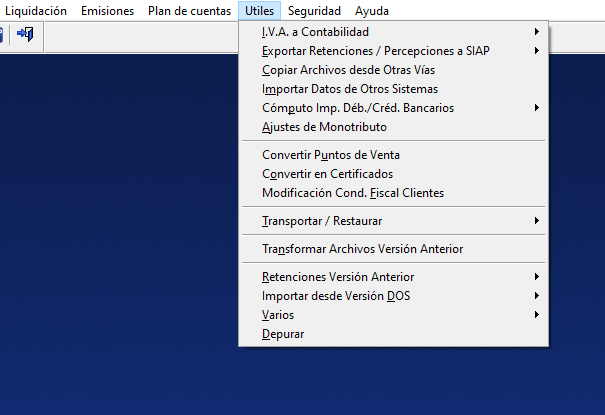 Liquidación Emisiones Plan de cuentas Utiles Seguridad Ayuda
I.V.A. a Contabilidad
Exportar Retenciones / Percepciones a SIAP
Copiar Archivos desde Otras Vías
Importar Datos de Otros Sistemas
Cómputo Imp. Déb./Créd. Bancarios
Ajustes de Monotributo
Convertir Puntos de Venta
Convertir en Certificados
Modificación Cond. Fiscal Clientes
Transportar / Restaurar
Transformar Archivos Versión Anterior
Retenciones Versión Anterior
Importar desde Versión DOS
Varios
Depurar